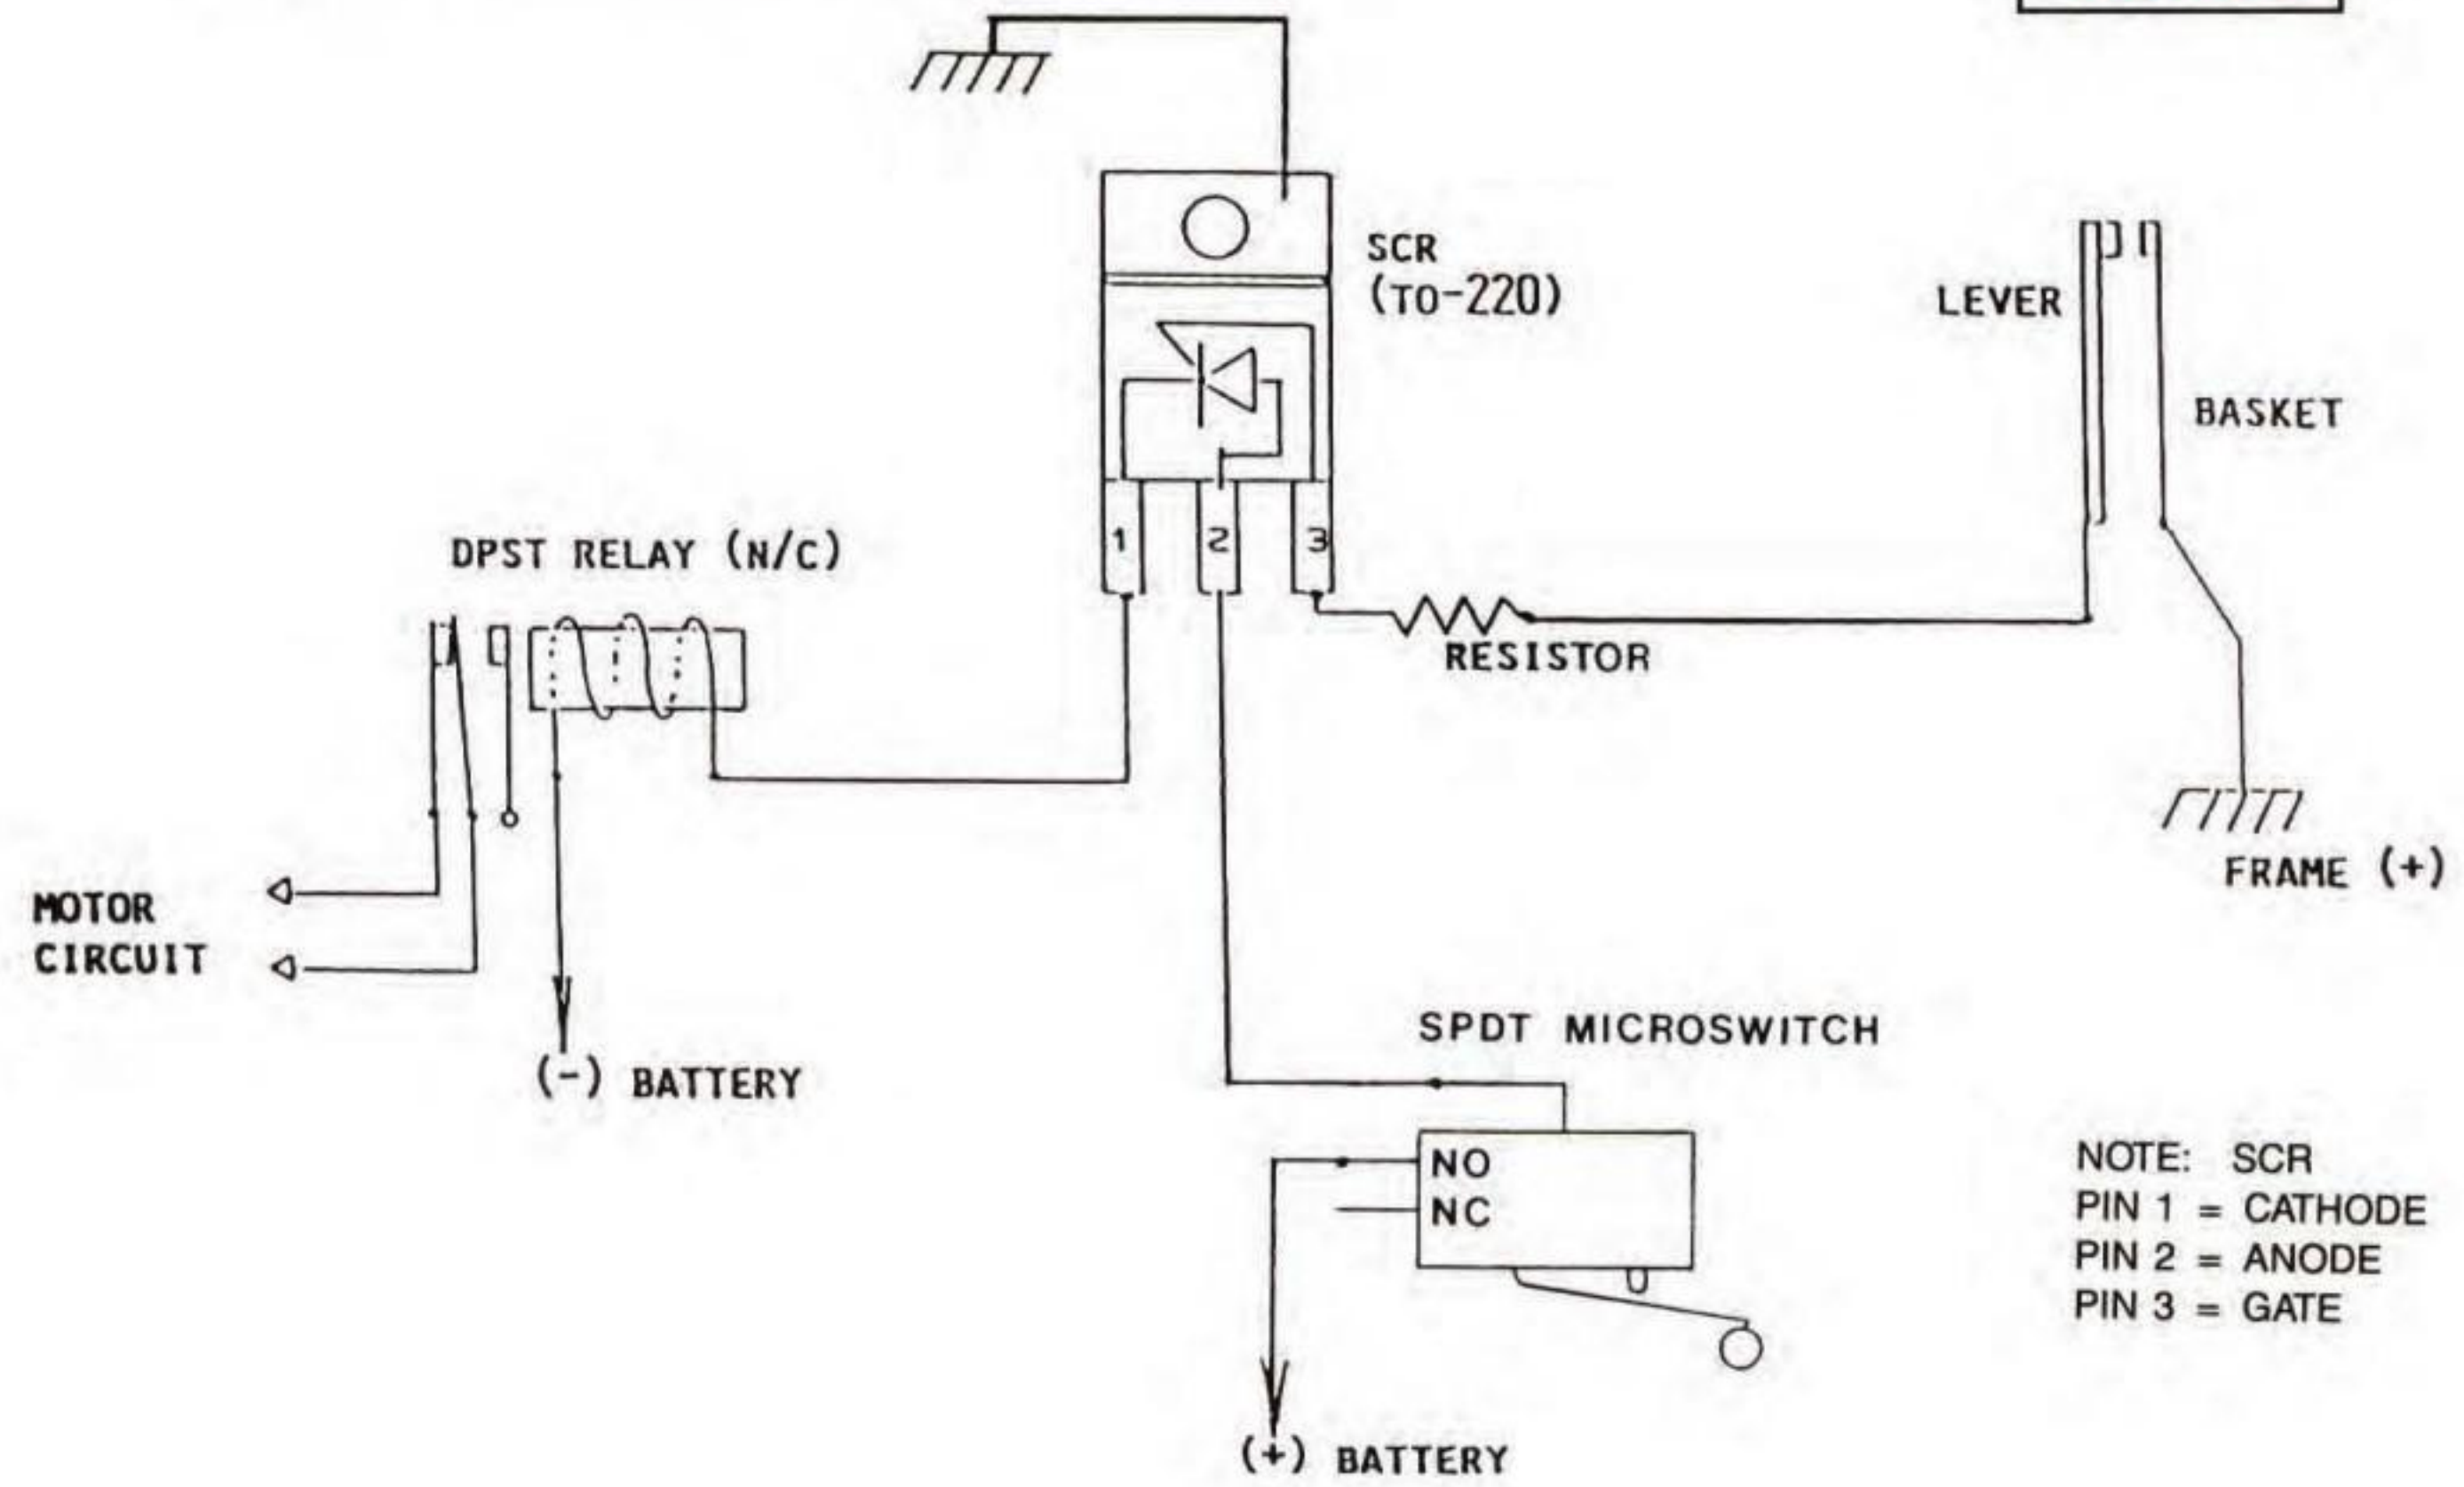 SCR
(TO-220)
LEVER
BASKET
DPST RELAY (N/C)
1
2
3
RESISTOR
FRAME (+)
MOTOR
CIRCUIT
(-) BATTERY
SPDT MICROSWITCH
NO
NC
NOTE: SCR
PIN 1 = CATHODE
PIN 2 = ANODE
PIN 3 = GATE
(+) BATTERY